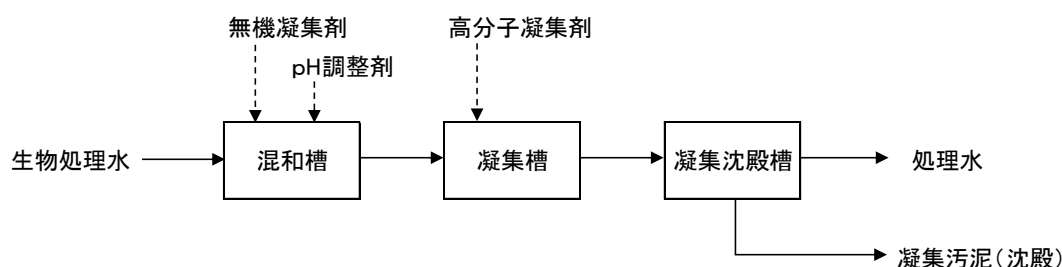 無機凝集剤
高分子凝集剤
pH調整剤
生物処理水
混和槽
凝集槽
凝集沈殿槽
処理水
凝集汚泥(沈殿)